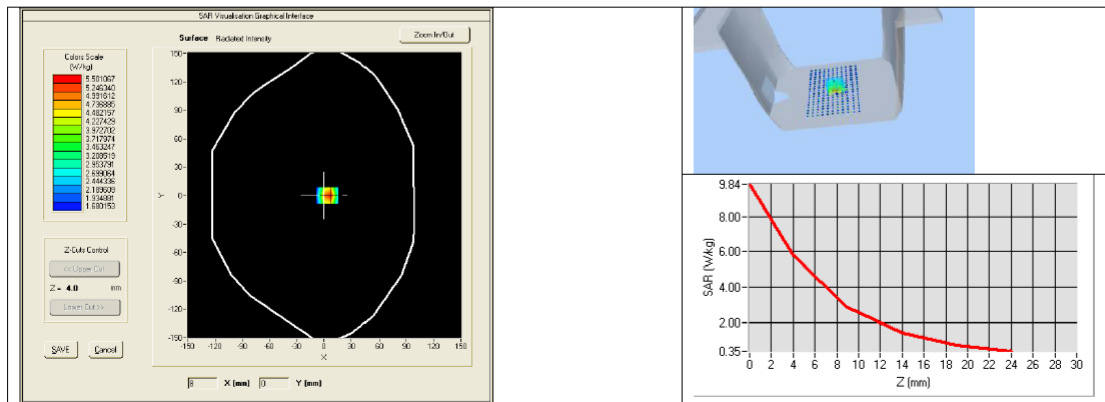 SAR Visualisation Graphical Interface
Surface Radiated Intensity
Zoom In/Out
Colors Scale
(W/kg)
5.501067
5.246340
4.991612
4.736885
4.482157
4.227429
3.972702
3.717974
3.463247
3.208519
2.953791
2.699064
2.444336
2.189609
1.934881
1.680153
150
120
90
60
30
0
-30
-60
-90
-120
-150
Y
-150 -120 -90 -60 -30 0 30 60 90 120 150
X
Z-Cuts Control
<< Upper Cut
Z = 4.0 mm
Lower Cut >>
SAVE Cancel
8 X (mm) 0 Y (mm)
9.84
8.00
6.00
4.00
2.00
0.35
SAR (W/kg)
0 2 4 6 8 10 12 14 16 18 20 22 24 26 28 30
Z (mm)